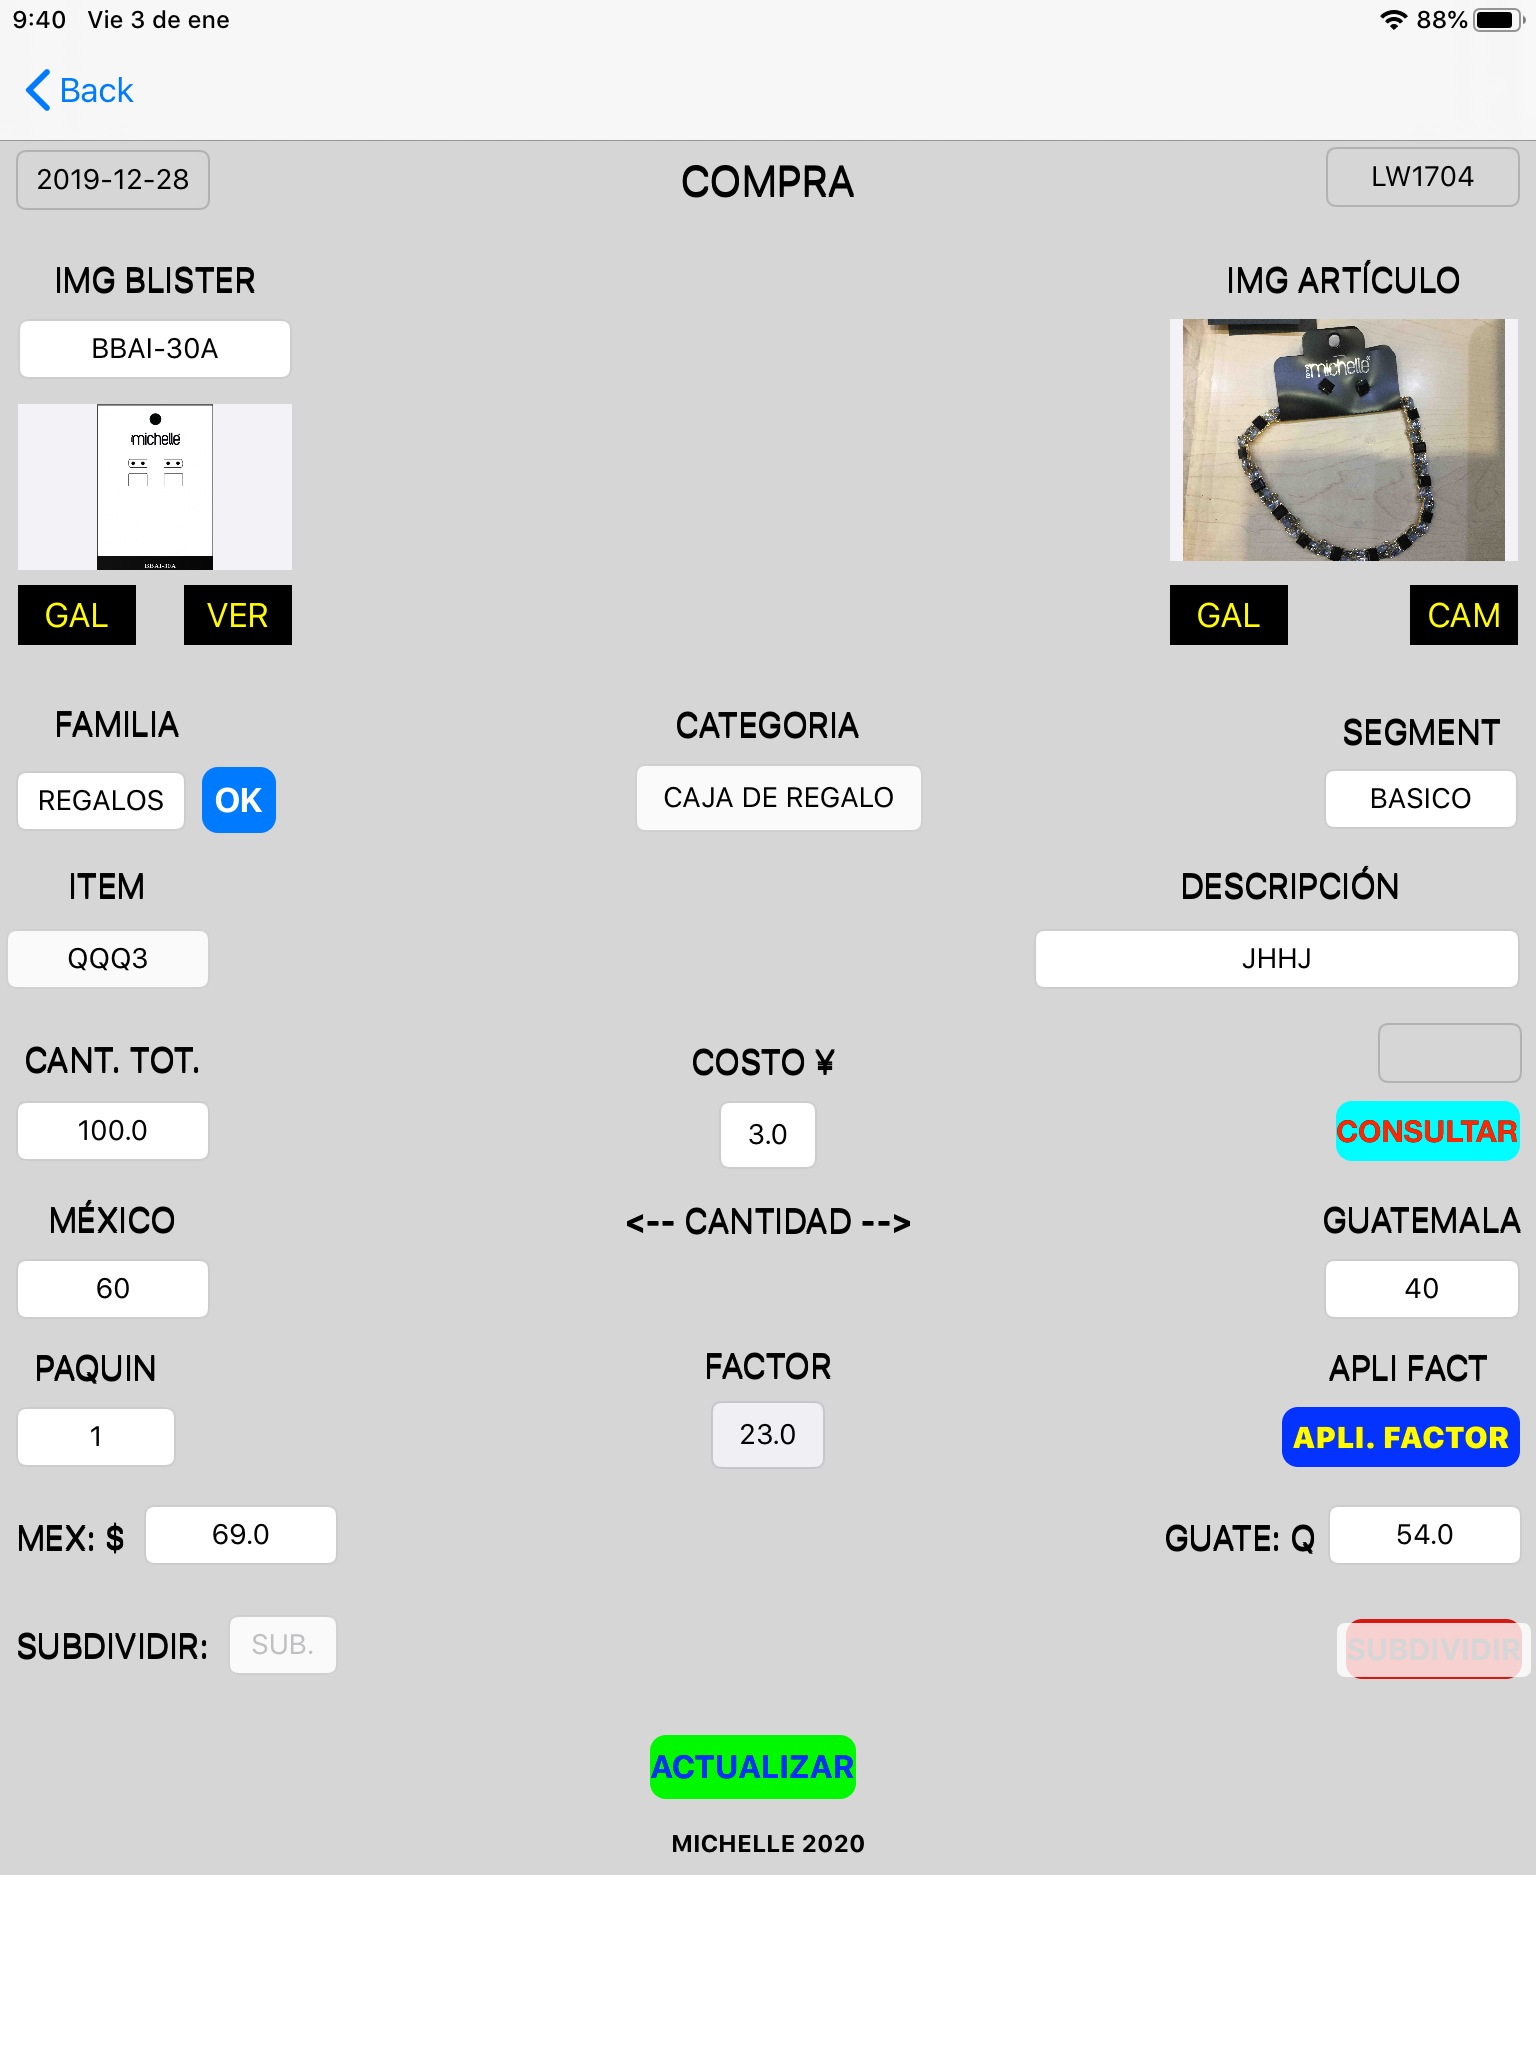 9:40 Vie 3 de ene 88%
Back
2019-12-28 COMPRA LW1704
IMG BLISTER IMG ARTÍCULO
BBAI-30A
michelle
michelle
BBAI-30A
GAL VER GAL CAM
FAMILIA CATEGORIA SEGMENT
REGALOS OK CAJA DE REGALO BASICO
ITEM DESCRIPCIÓN
QQQ3 JHHJ
CANT. TOT. COSTO ¥
100.0 3.0 CONSULTAR
MÉXICO <-- CANTIDAD --> GUATEMALA
60 40
PAQUIN FACTOR APLI FACT
1 23.0 APLI. FACTOR
MEX: $ 69.0 GUATE: Q 54.0
SUBDIVIDIR: SUB. SUBDIVIDIR
ACTUALIZAR
MICHELLE 2020